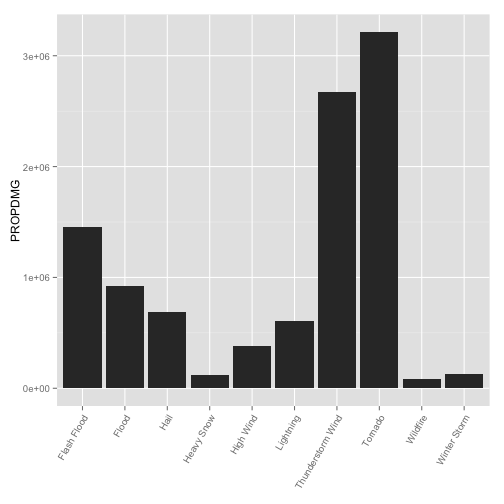 PROPDMG
3e+06
2e+06
1e+06
0e+00
Flash Flood
Flood
Hail
Heavy Snow
High Wind
Lightning
Thunderstorm Wind
Tornado
Wildfire
Winter Storm